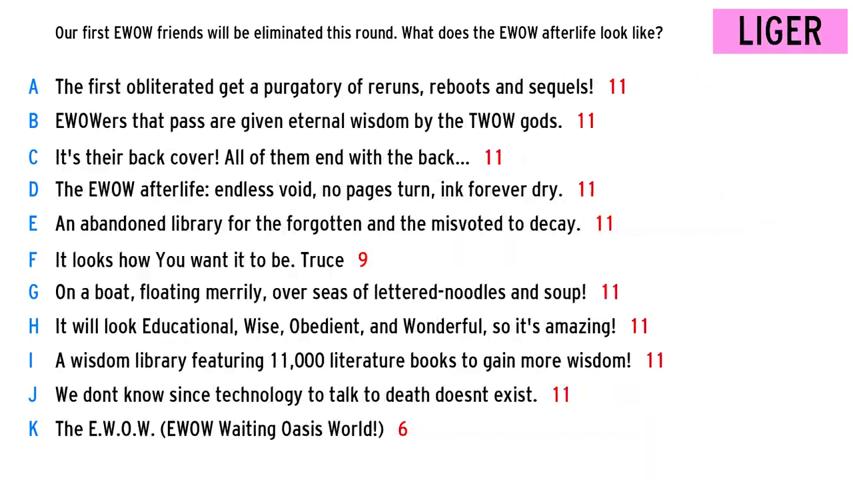 Our first EWOW friends will be eliminated this round. What does the EWOW afterlife look like?
LIGER
A The first obliterated get a purgatory of reruns, reboots and sequels! 11
B EWOWers that pass are given eternal wisdom by the TWOW gods. 11
C It's their back cover! All of them end with the back... 11
D The EWOW afterlife: endless void, no pages turn, ink forever dry. 11
E An abandoned library for the forgotten and the misvoted to decay. 11
F It looks how You want it to be. Truce 9
G On a boat, floating merrily, over seas of lettered-noodles and soup! 11
H It will look Educational, Wise, Obedient, and Wonderful, so it's amazing! 11
I A wisdom library featuring 11,000 literature books to gain more wisdom! 11
J We dont know since technology to talk to death doesnt exist. 11
K The E.W.O.W. (EWOW Waiting Oasis World!) 6